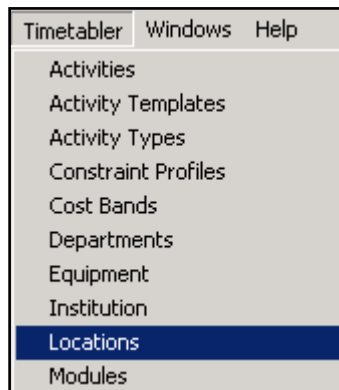 Timetabler Windows Help
Activities
Activity Templates
Activity Types
Constraint Profiles
Cost Bands
Departments
Equipment
Institution
Locations
Modules